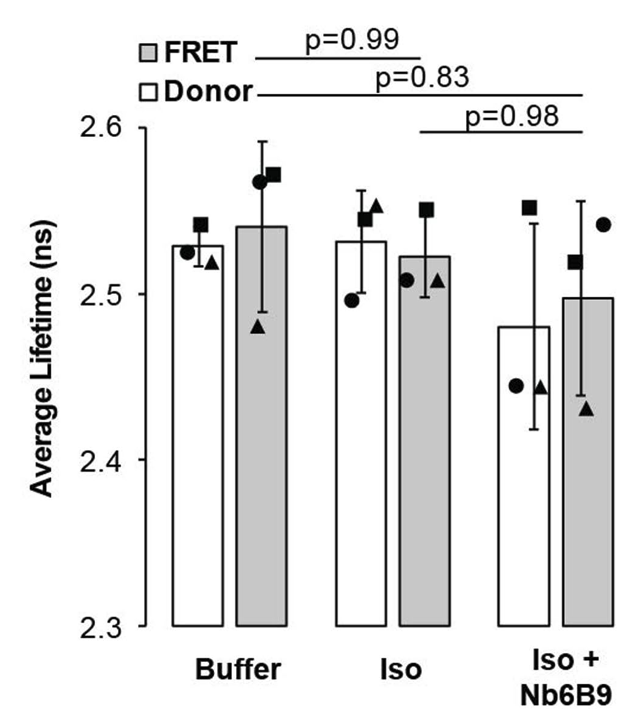 FRET
Donor
p=0.99
p=0.83
p=0.98
2.6
2.5
2.4
2.3
Average Lifetime (ns)
Buffer
Iso
Iso +
Nb6B9